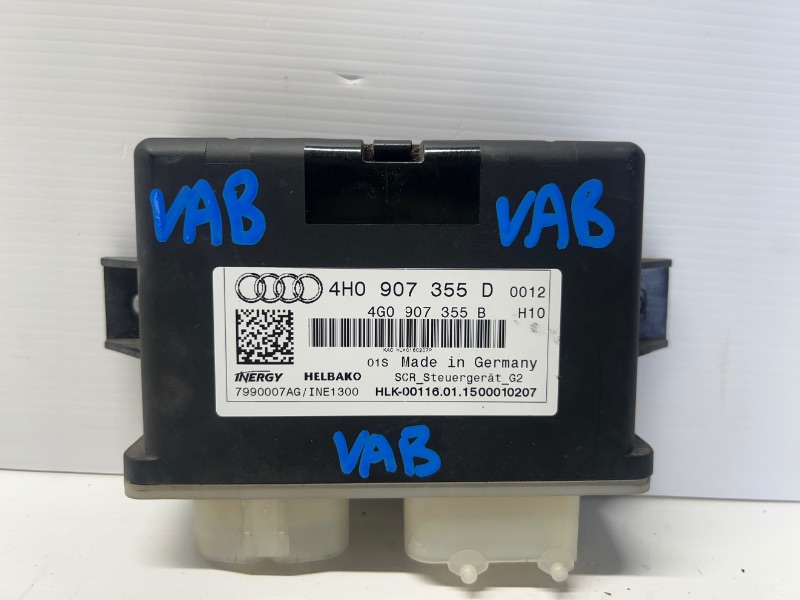 VAB VAB
4H0 907 355 D 0012
4G0 907 355 B H10
01S Made in Germany
INERGY HELBAKO SCR_Steuergerät_G2
7990007AG/INE1300 HLK-00116.01.1500010207
VAB